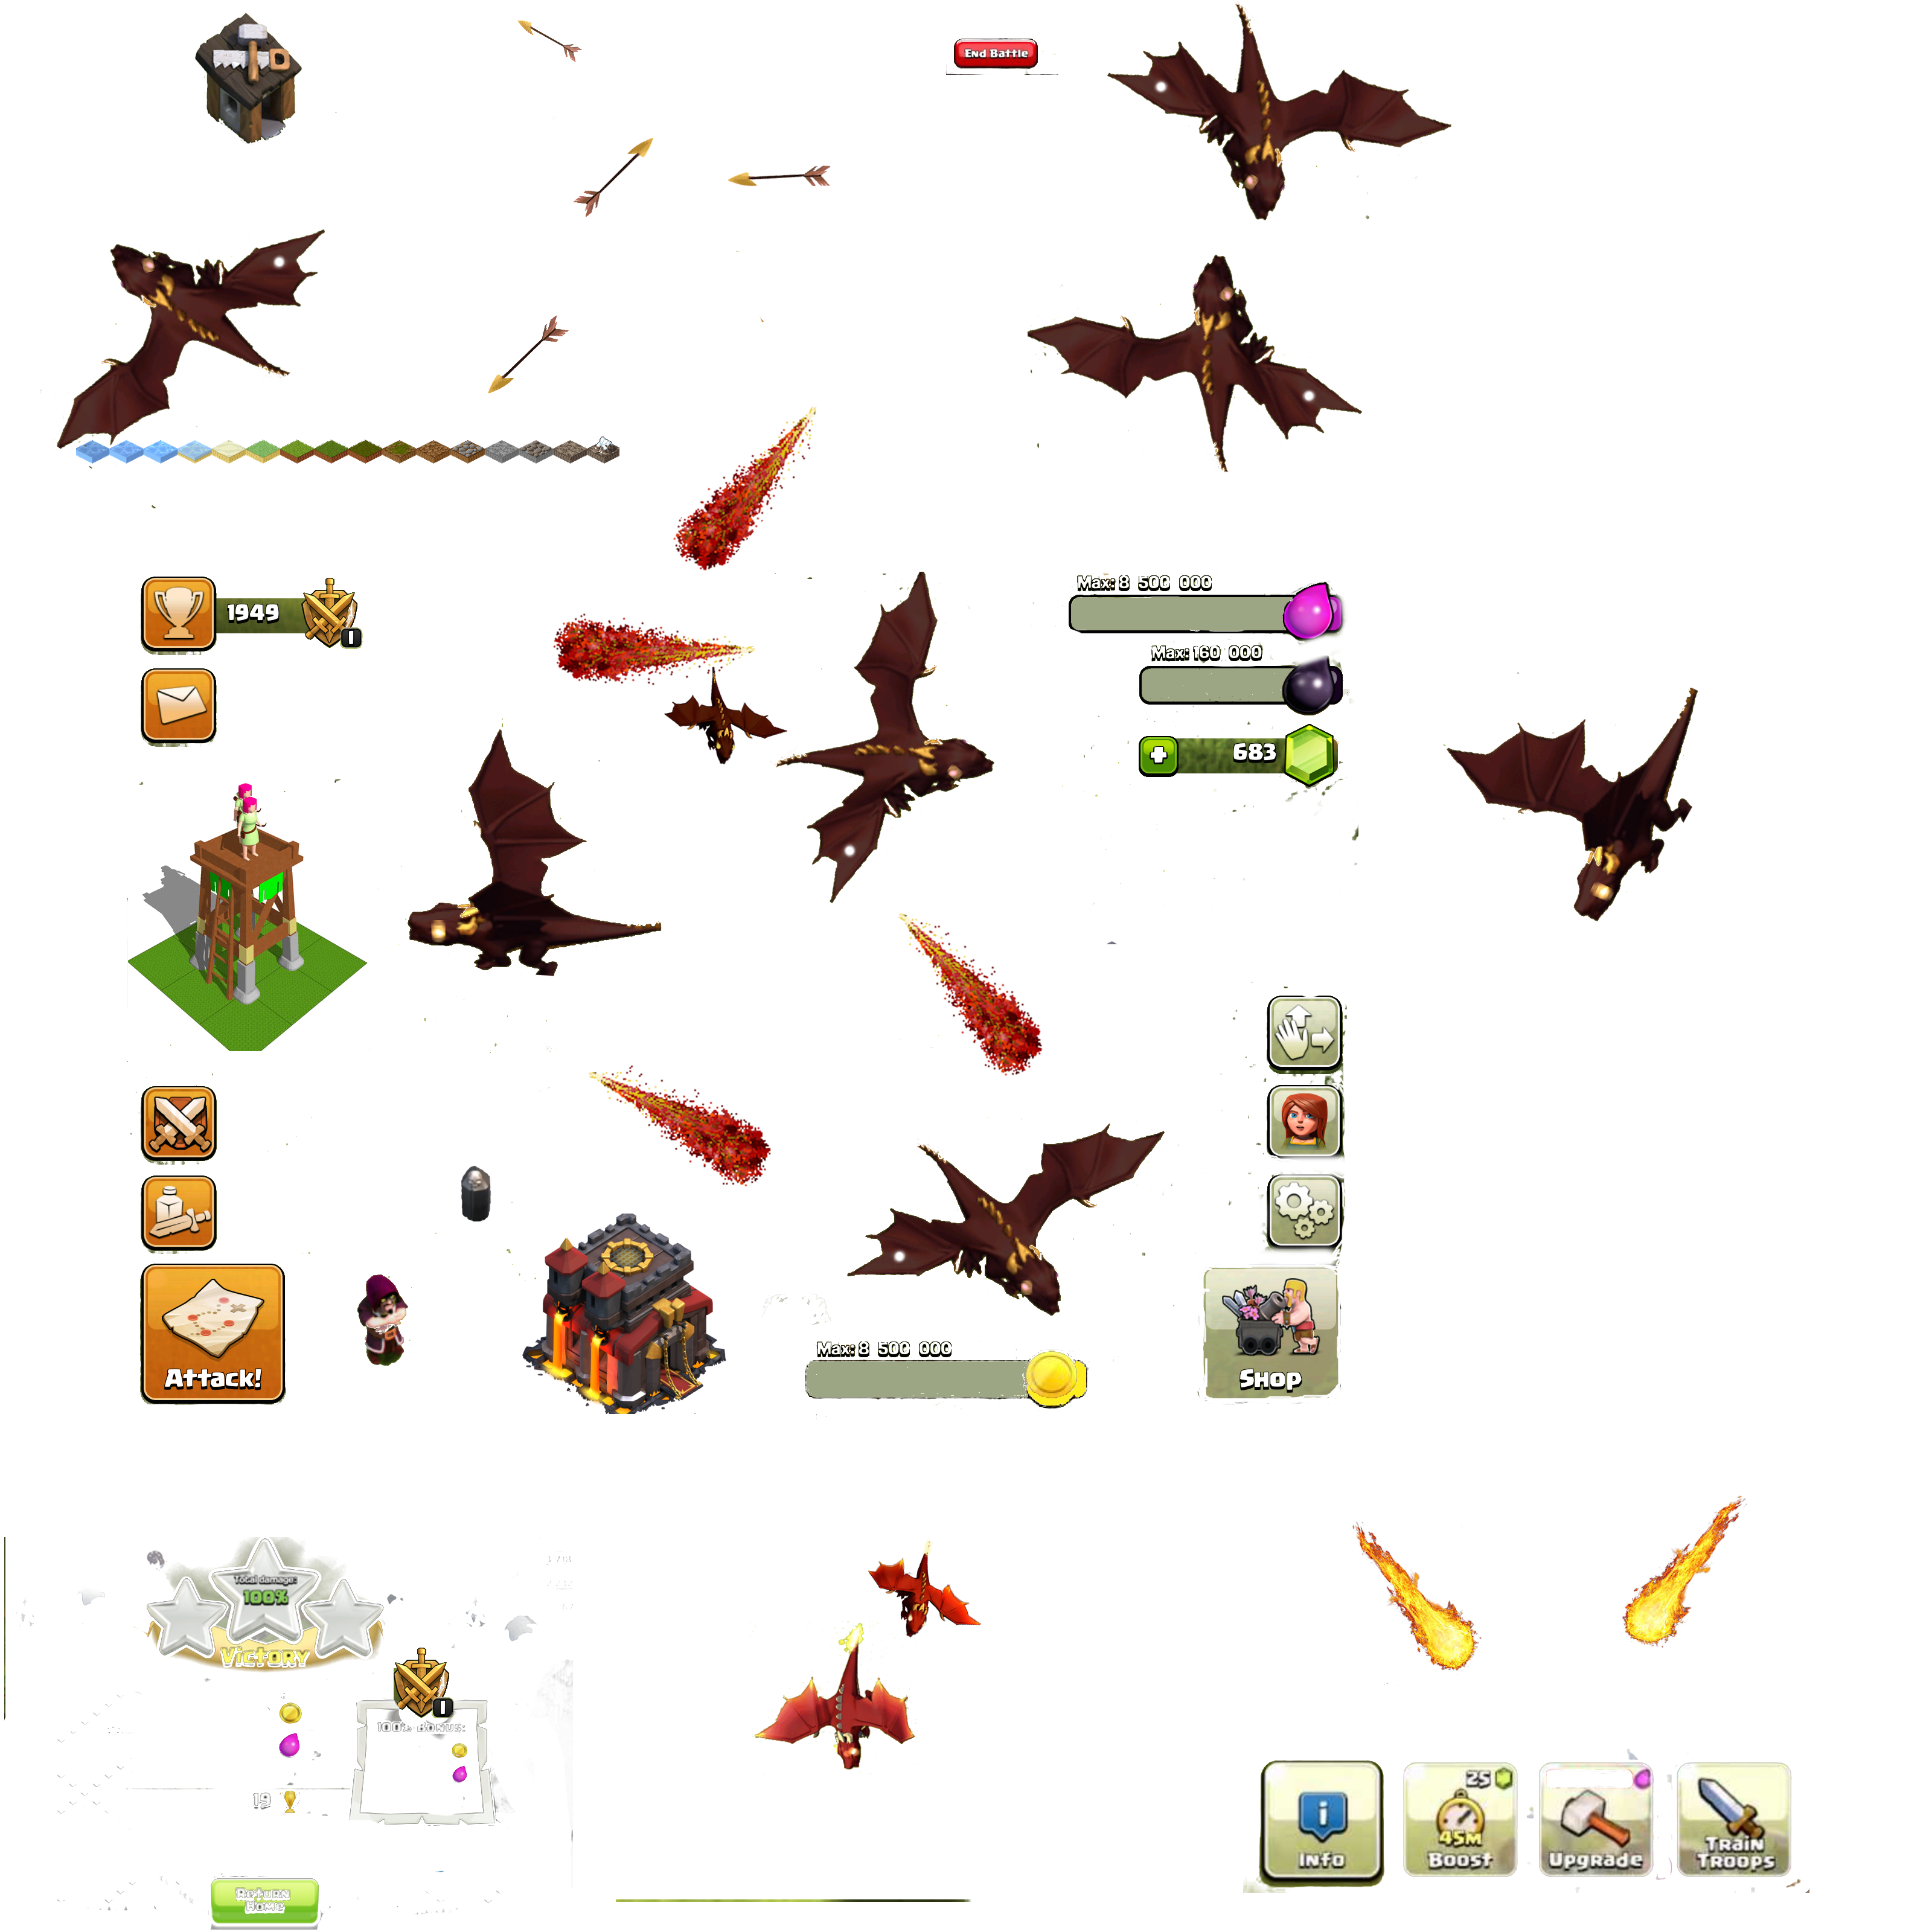 End Battle
1949
I
Max: 8 500 000
Max: 160 000
683
Attack!
Max: 8 500 000
Shop
Total damage:
100%
Victory
I
100% Bonus:
19
Return
Home
Info
25
45M
Boost
Upgrade
Train
Troops